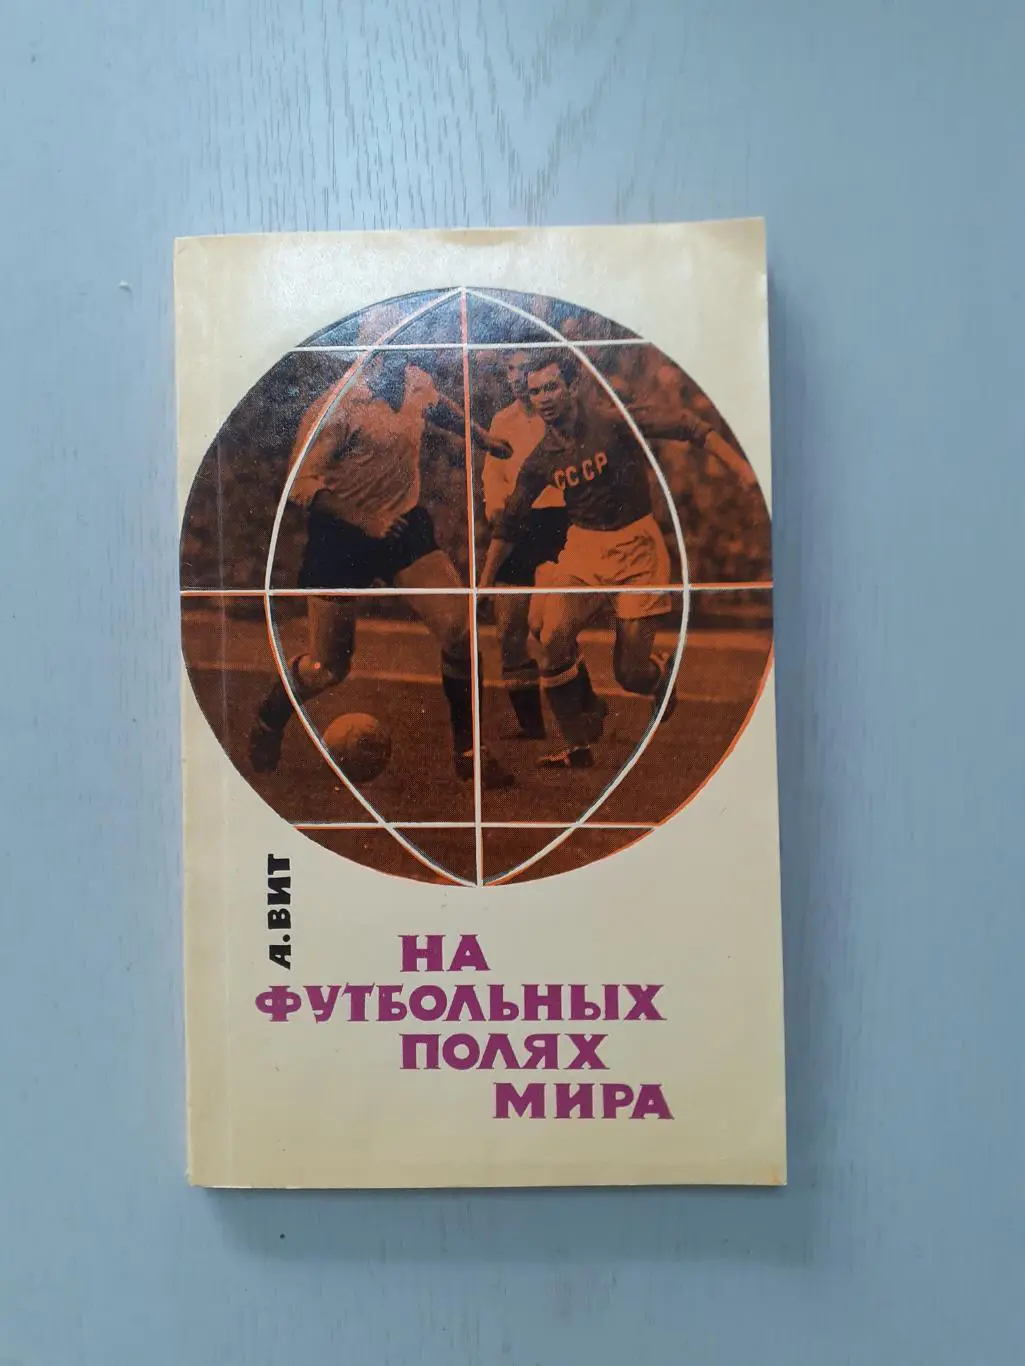 СССР
А.ВИТ
НА
ФУТБОЛЬНЫХ
ПОЛЯХ
МИРА